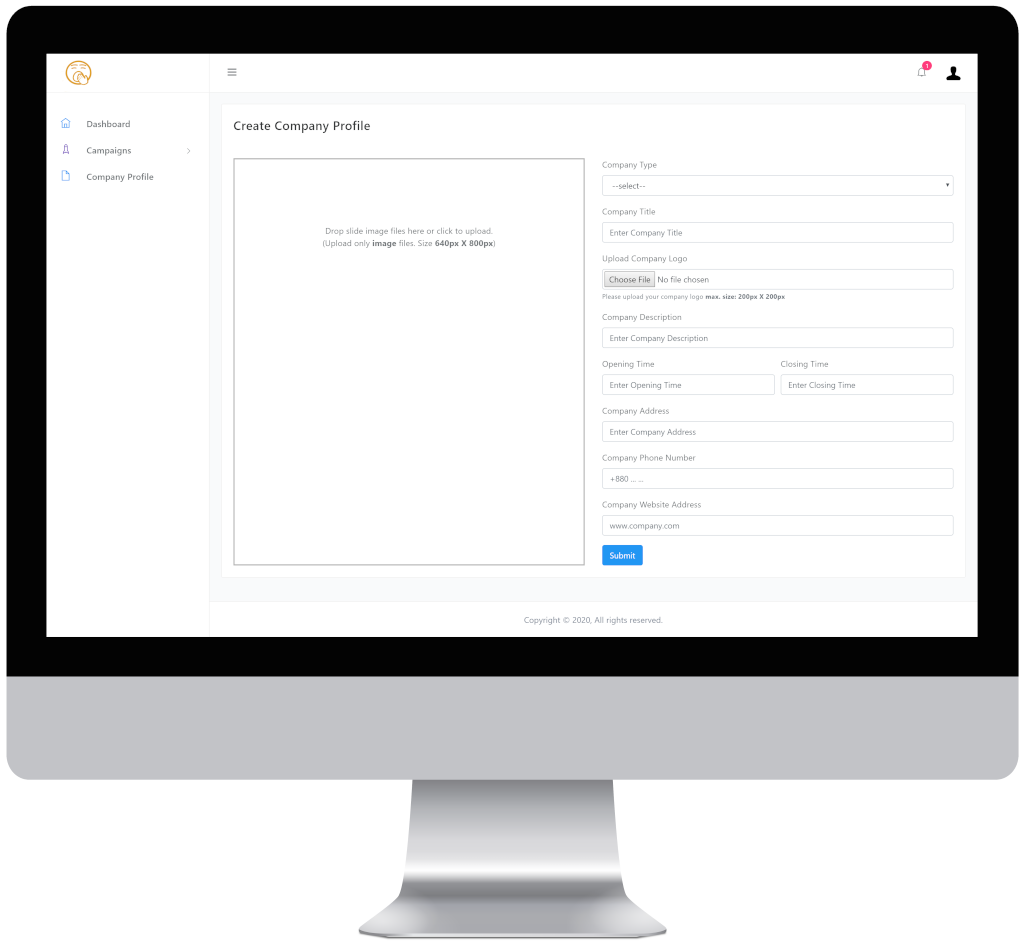 1
Dashboard
Campaigns
Company Profile
Create Company Profile
Drop slide image files here or click to upload.
(Upload only image files. Size 640px X 800px)
Company Type
--select--
Company Title
Enter Company Title
Upload Company Logo
Choose File No file chosen
Please upload your company logo max. size: 200px X 200px
Company Description
Enter Company Description
Opening Time Closing Time
Enter Opening Time Enter Closing Time
Company Address
Enter Company Address
Company Phone Number
+880 ... ...
Company Website Address
www.company.com
Submit
Copyright © 2020, All rights reserved.